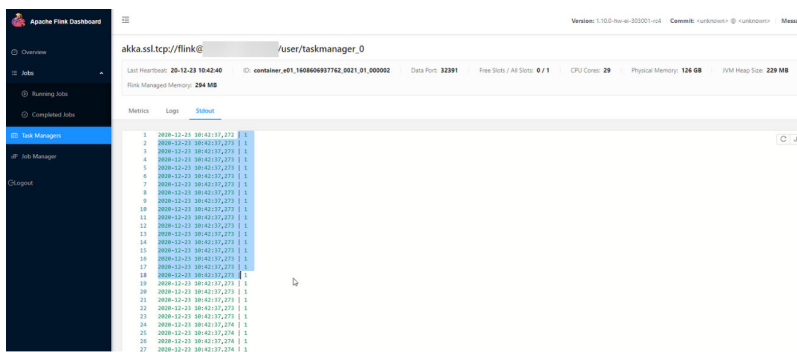 Apache Flink Dashboard
Version: 1.10.0-hw-ei-303001-rc4 Commit: <unknown> @ <unknown> Messa
Overview
Jobs
Running Jobs
Completed Jobs
Task Managers
Job Manager
Logout
akka.ssl.tcp://flink@ /user/taskmanager_0
Last Heartbeat: 20-12-23 10:42:40 ID: container_e01_1608606937762_0021_01_000002 Data Port: 32391 Free Slots / All Slots: 0 / 1 CPU Cores: 29 Physical Memory: 126 GB JVM Heap Size: 229 MB
Flink Managed Memory: 294 MB
Metrics Logs Stdout
1 2020-12-23 10:42:37,272 | 1
2 2020-12-23 10:42:37,273 | 1
3 2020-12-23 10:42:37,273 | 1
4 2020-12-23 10:42:37,273 | 1
5 2020-12-23 10:42:37,273 | 1
6 2020-12-23 10:42:37,273 | 1
7 2020-12-23 10:42:37,273 | 1
8 2020-12-23 10:42:37,273 | 1
9 2020-12-23 10:42:37,273 | 1
10 2020-12-23 10:42:37,273 | 1
11 2020-12-23 10:42:37,273 | 1
12 2020-12-23 10:42:37,273 | 1
13 2020-12-23 10:42:37,273 | 1
14 2020-12-23 10:42:37,273 | 1
15 2020-12-23 10:42:37,273 | 1
16 2020-12-23 10:42:37,273 | 1
17 2020-12-23 10:42:37,273 | 1
18 2020-12-23 10:42:37,273 | 1
19 2020-12-23 10:42:37,273 | 1
20 2020-12-23 10:42:37,273 | 1
21 2020-12-23 10:42:37,273 | 1
22 2020-12-23 10:42:37,273 | 1
23 2020-12-23 10:42:37,273 | 1
24 2020-12-23 10:42:37,274 | 1
25 2020-12-23 10:42:37,274 | 1
26 2020-12-23 10:42:37,274 | 1
27 2020-12-23 10:42:37,274 | 1